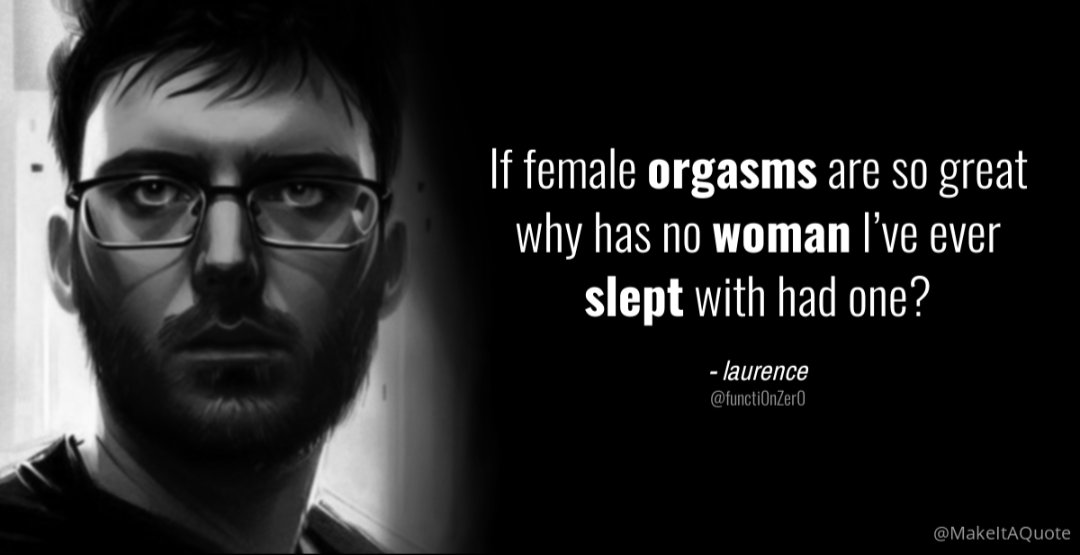 If female orgasms are so great
why has no woman I’ve ever
slept with had one?
- laurence
@functi0nZer0
@MakeItAQuote